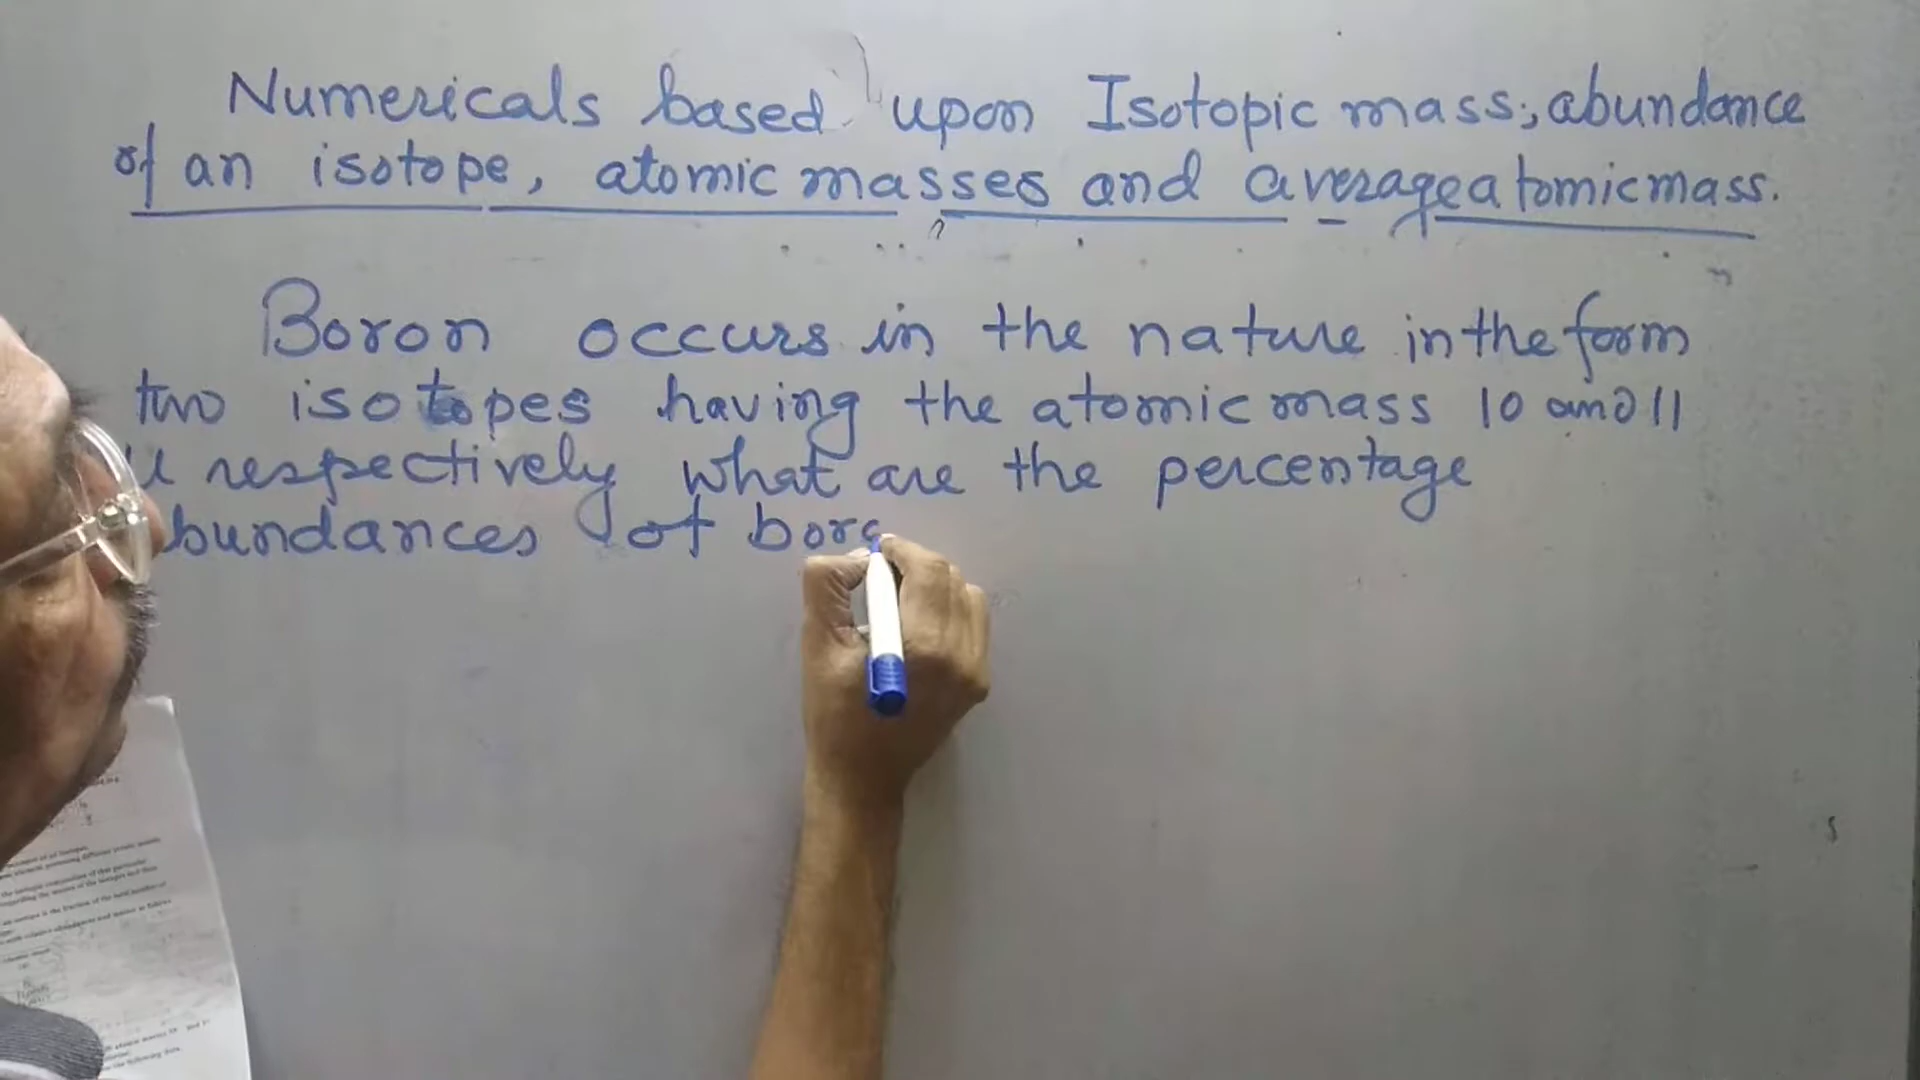 Numericals based upon Isotopic mass, abundance
of an isotope, atomic masses and average atomic mass.
Boron occurs in the nature in the form
two isotopes having the atomic mass 10 and 11
u respectively what are the percentage
bundances of boro